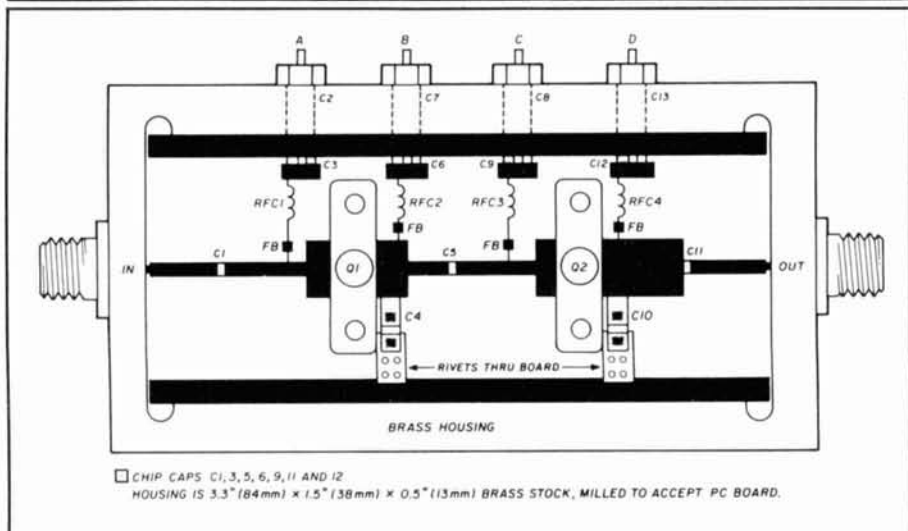 A B C D
C2 C7 C8 C13
C3 C6 C9 C12
RFC1 RFC2 RFC3 RFC4
FB FB FB FB
IN C1 Q1 C5 Q2 C11 OUT
C4 C10
RIVETS THRU BOARD
BRASS HOUSING
CHIP CAPS C1, 3, 5, 6, 9, 11 AND 12
HOUSING IS 3.3" (84mm) × 1.5" (38mm) × 0.5" (13mm) BRASS STOCK, MILLED TO ACCEPT PC BOARD.